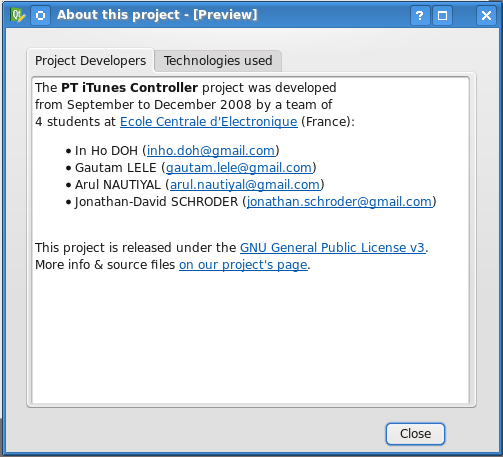 About this project - [Preview]
Project Developers
Technologies used
The PT iTunes Controller project was developed
from September to December 2008 by a team of
4 students at Ecole Centrale d'Electronique (France):
• In Ho DOH (inho.doh@gmail.com)
• Gautam LELE (gautam.lele@gmail.com)
• Arul NAUTIYAL (arul.nautiyal@gmail.com)
• Jonathan-David SCHRODER (jonathan.schroder@gmail.com)
This project is released under the GNU General Public License v3.
More info & source files on our project's page.
Close